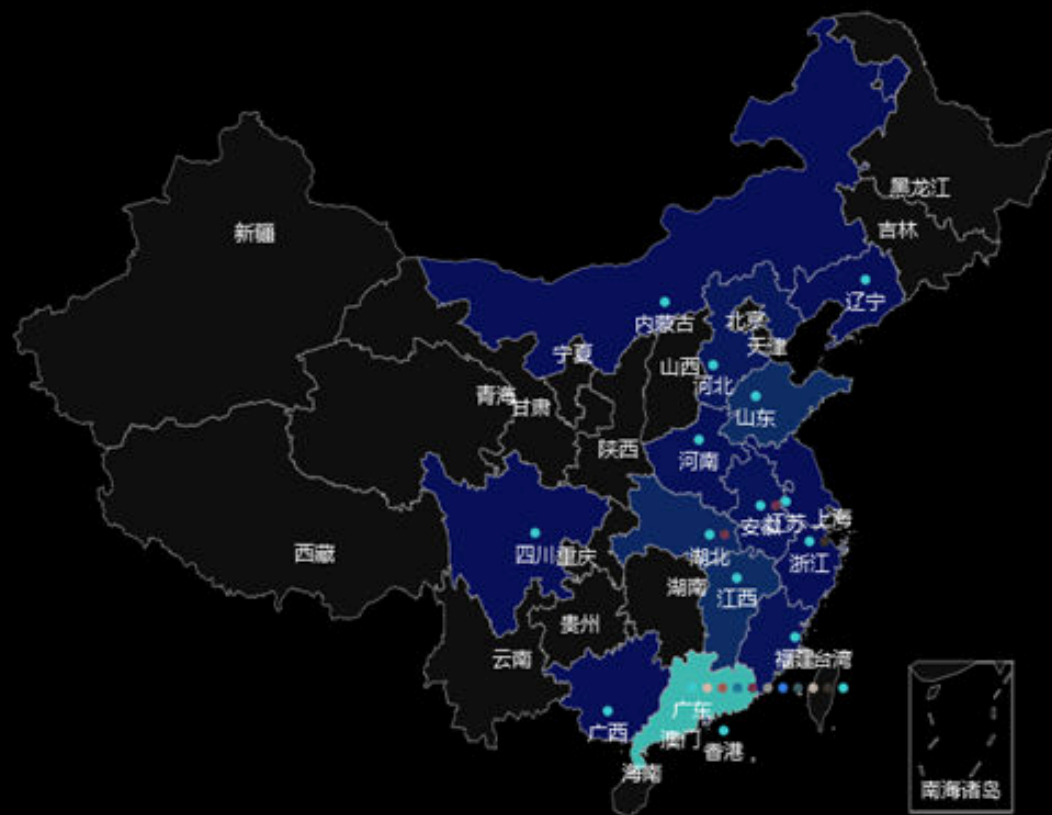 黑龙江
吉林
新疆
辽宁
内蒙古
北京
天津
宁夏
山西
河北
青海
甘肃
山东
陕西
河南
安徽
江苏
上海
西藏
四川
重庆
湖北
浙江
湖南
江西
贵州
云南
福建
台湾
广东
广西
澳门
香港
海南
南海诸岛